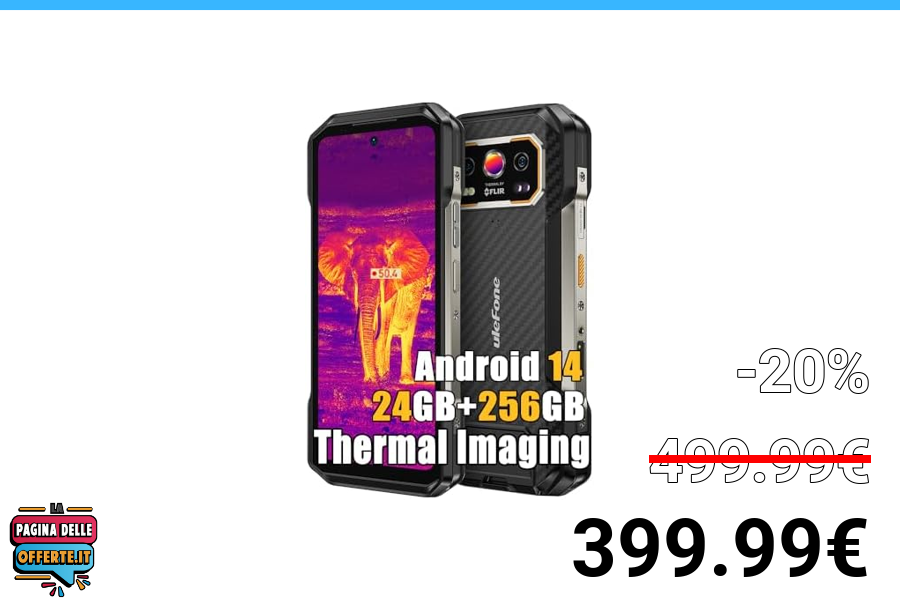 50.4
THERMAL BY
FLIR
uleFone
Android 14
24GB+256GB
Thermal Imaging
-20%
499.99€
399.99€
LA
PAGINA DELLE
OFFERTE.IT